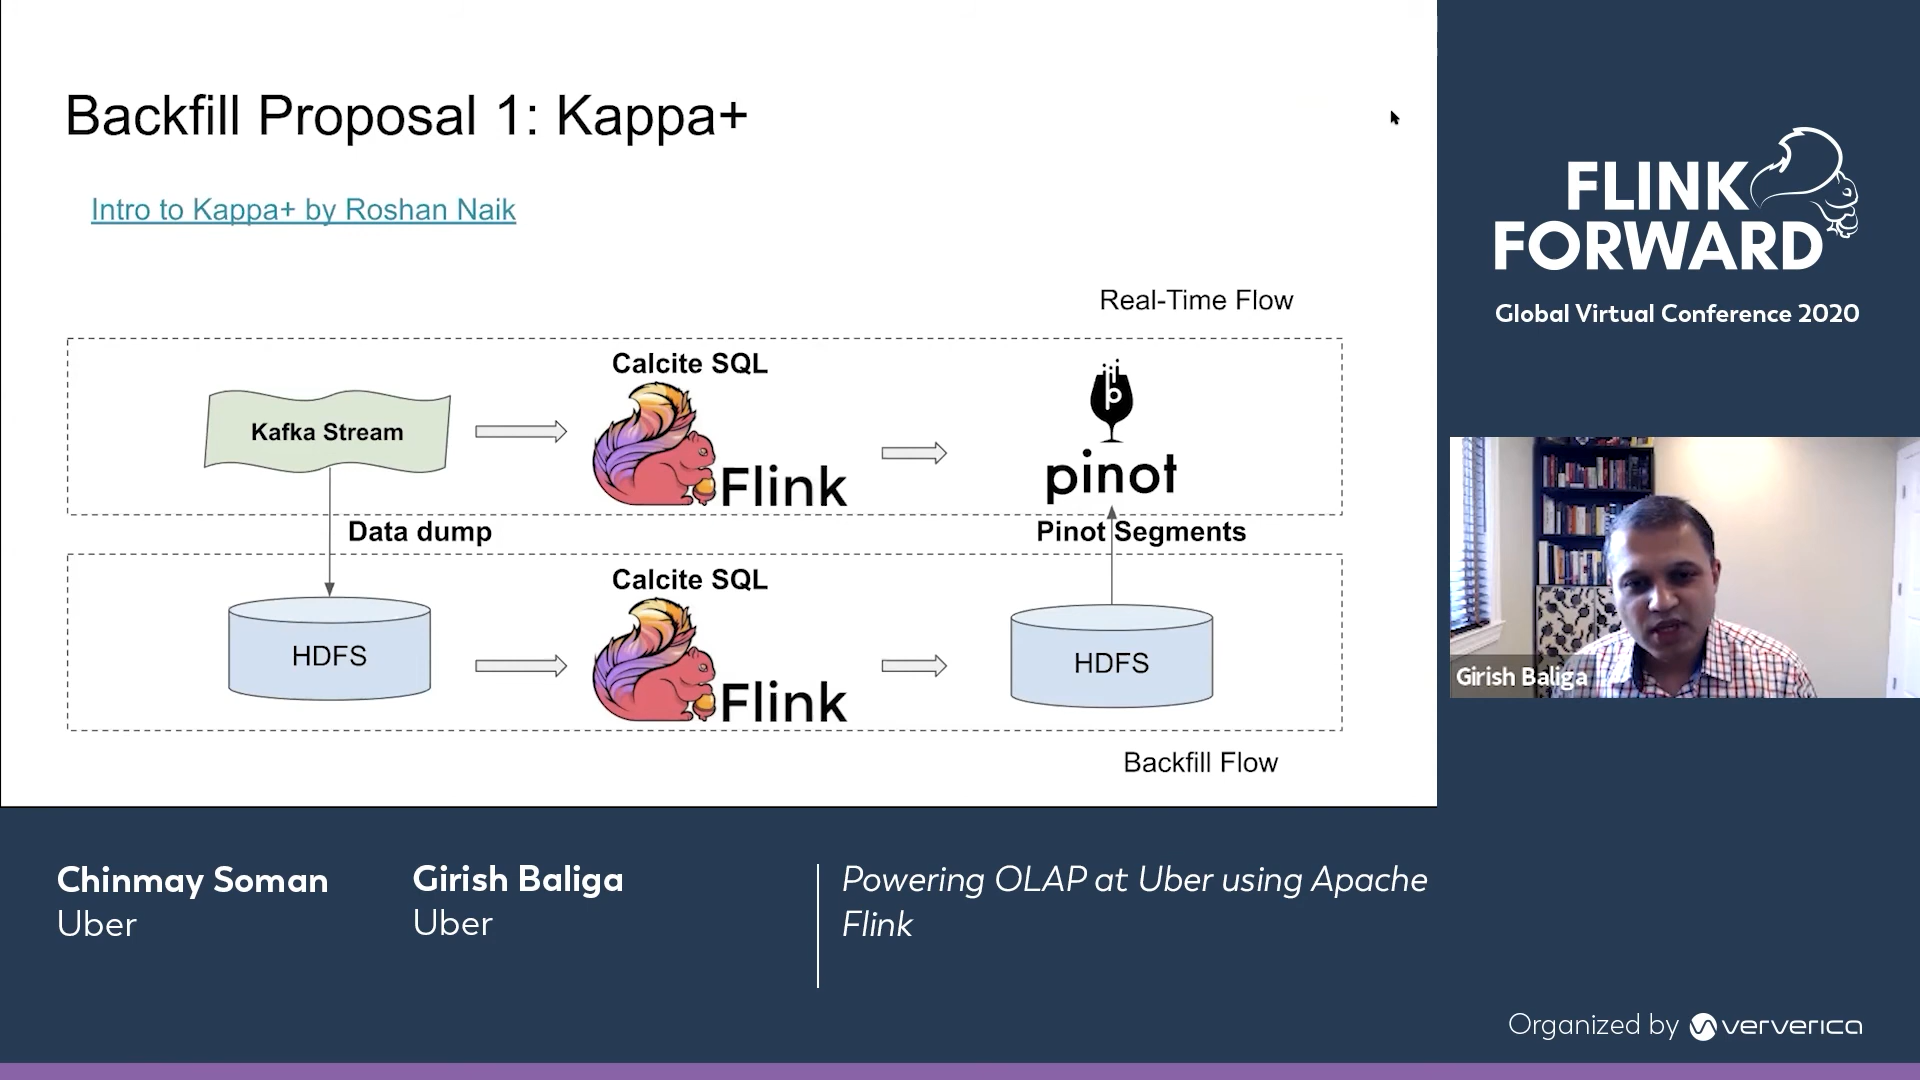 Backfill Proposal 1: Kappa+
Intro to Kappa+ by Roshan Naik
Real-Time Flow
Kafka Stream
Calcite SQL
Flink
pinot
Data dump
Pinot Segments
HDFS
Calcite SQL
Flink
HDFS
Backfill Flow
FLINK
FORWARD
Global Virtual Conference 2020
Girish Baliga
Chinmay Soman
Uber
Girish Baliga
Uber
Powering OLAP at Uber using Apache
Flink
Organized by ververica